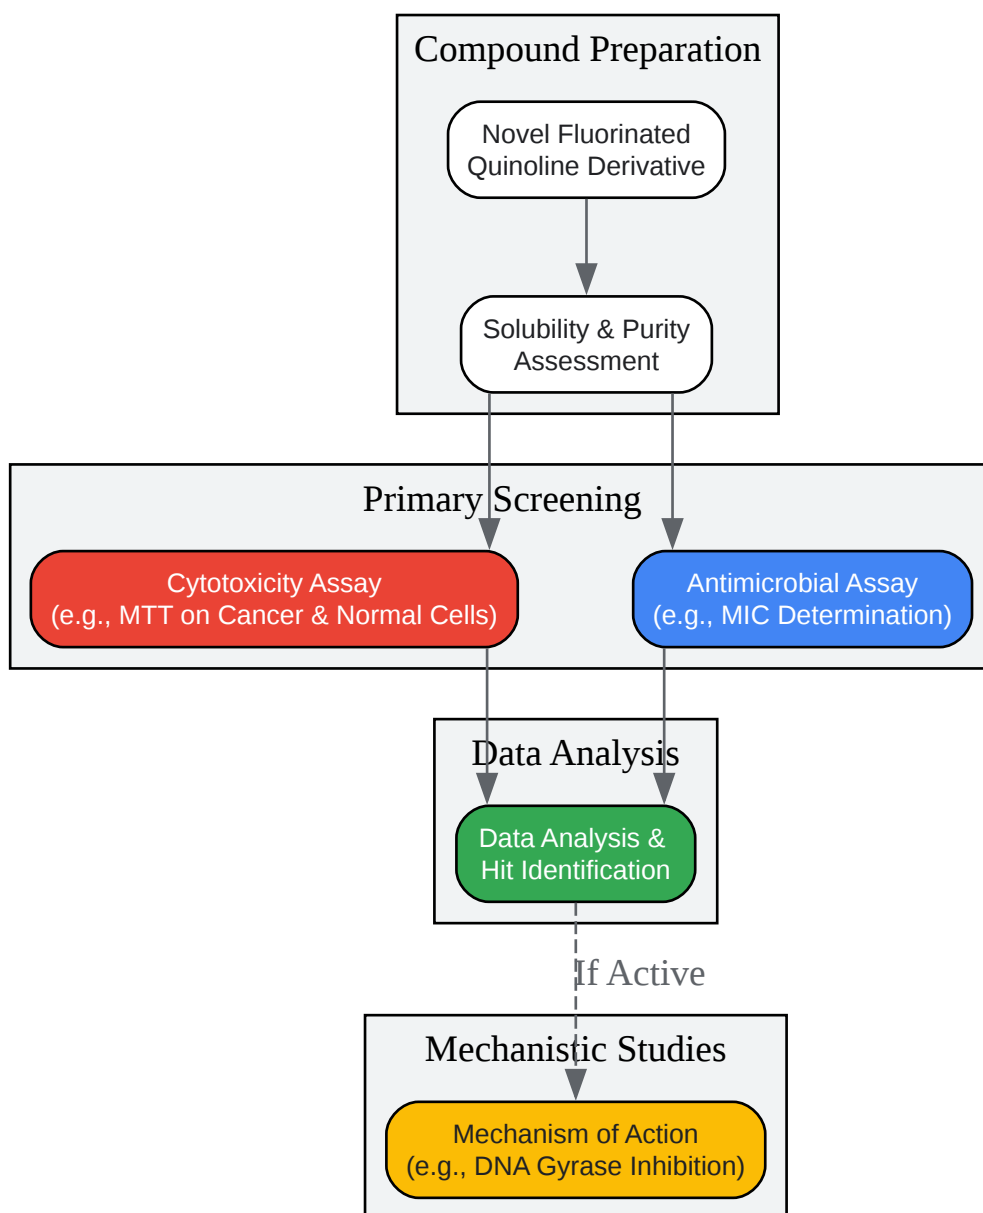 Compound Preparation
Novel Fluorinated
Quinoline Derivative
Solubility & Purity
Assessment
Primary Screening
Cytotoxicity Assay
(e.g., MTT on Cancer & Normal Cells)
Antimicrobial Assay
(e.g., MIC Determination)
Data Analysis
Data Analysis &
Hit Identification
If Active
Mechanistic Studies
Mechanism of Action
(e.g., DNA Gyrase Inhibition)